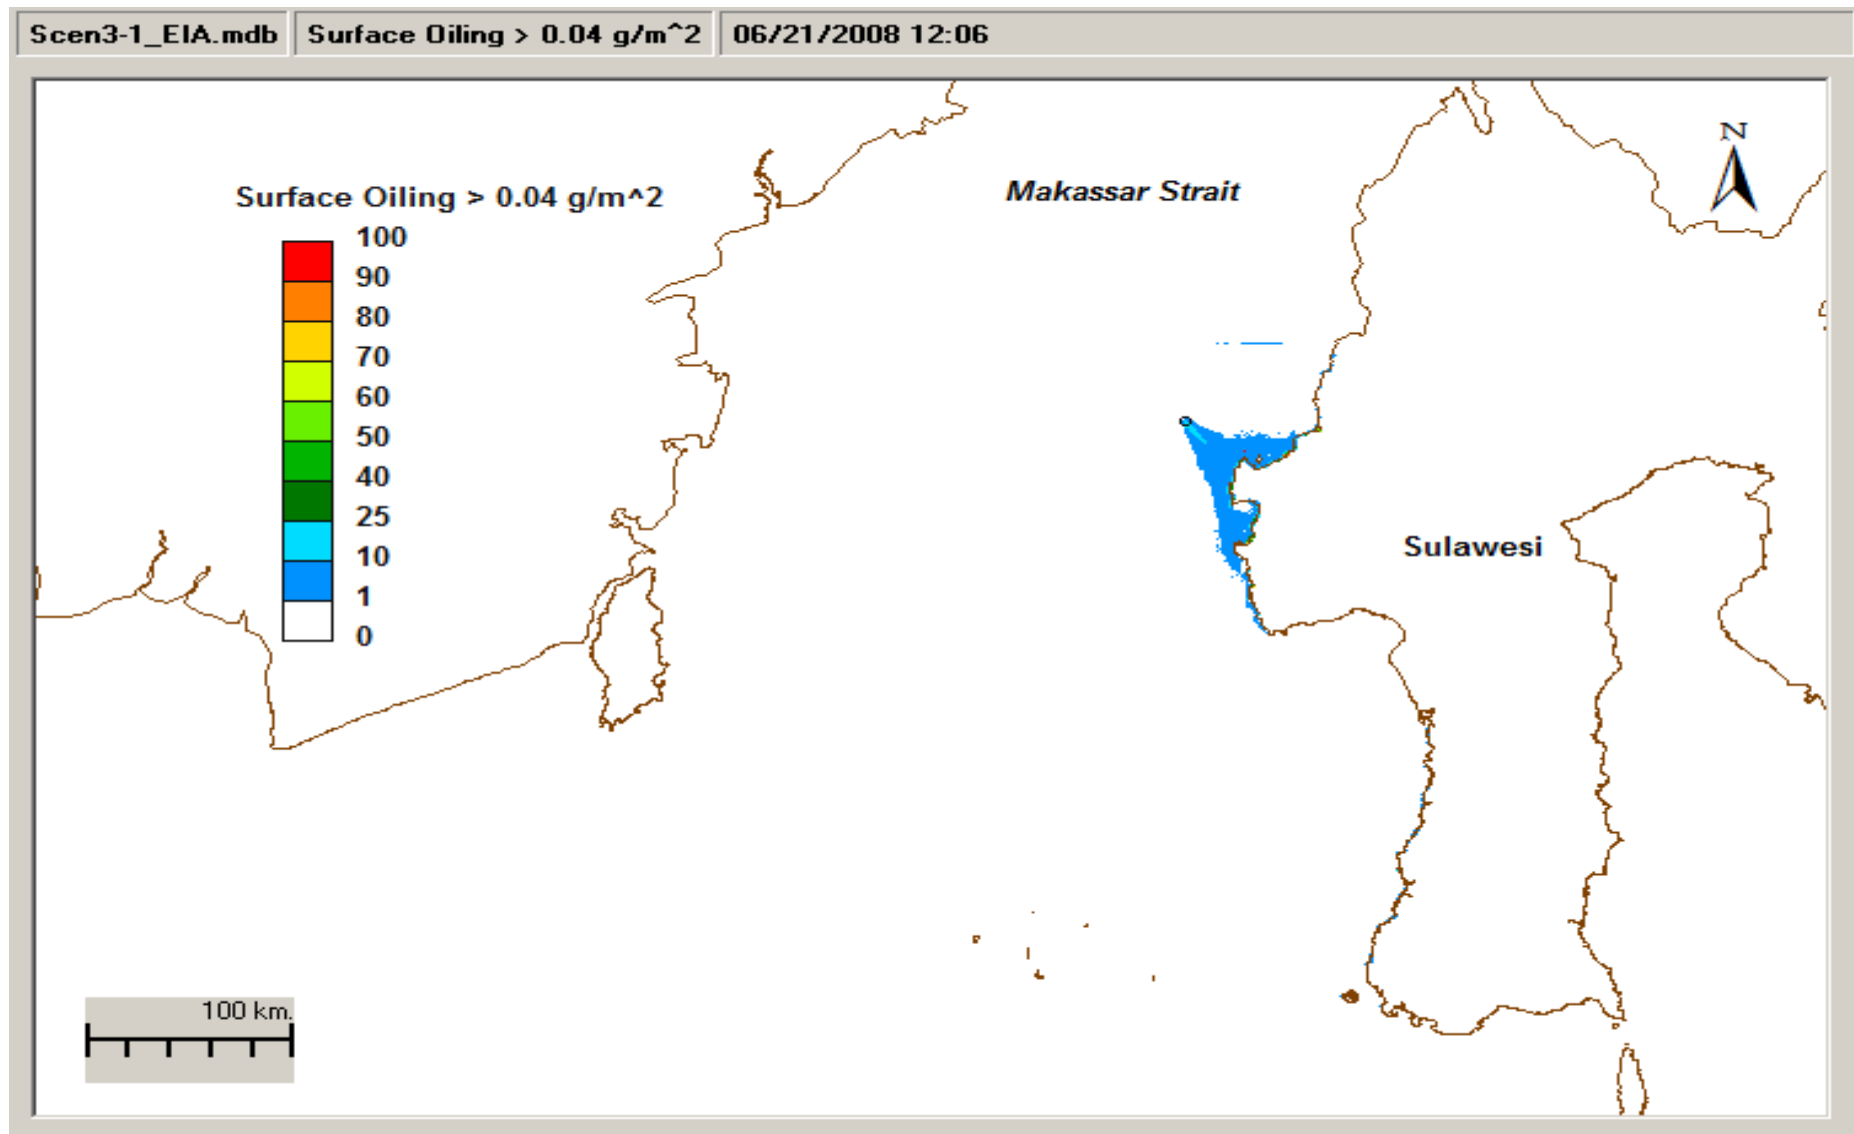 Scen3-1_EIA.mdb Surface Oiling > 0.04 g/m^2 06/21/2008 12:06
N
Makassar Strait
Surface Oiling > 0.04 g/m^2
100
90
80
70
60
50
40
25
10
1
0
Sulawesi
100 km.